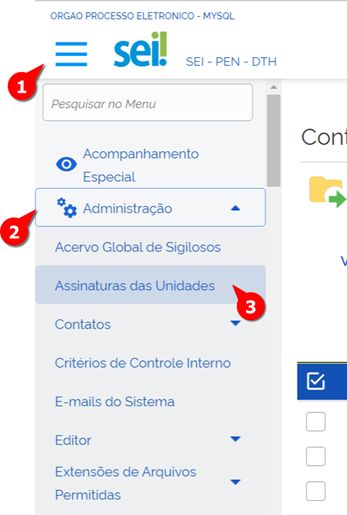 ORGAO PROCESSO ELETRONICO - MYSQL
1
sei!
SEI - PEN - DTH
Pesquisar no Menu
Acompanhamento
Especial
2
Administração
Acervo Global de Sigilosos
Assinaturas das Unidades
3
Contatos
Critérios de Controle Interno
E-mails do Sistema
Editor
Extensões de Arquivos
Permitidas